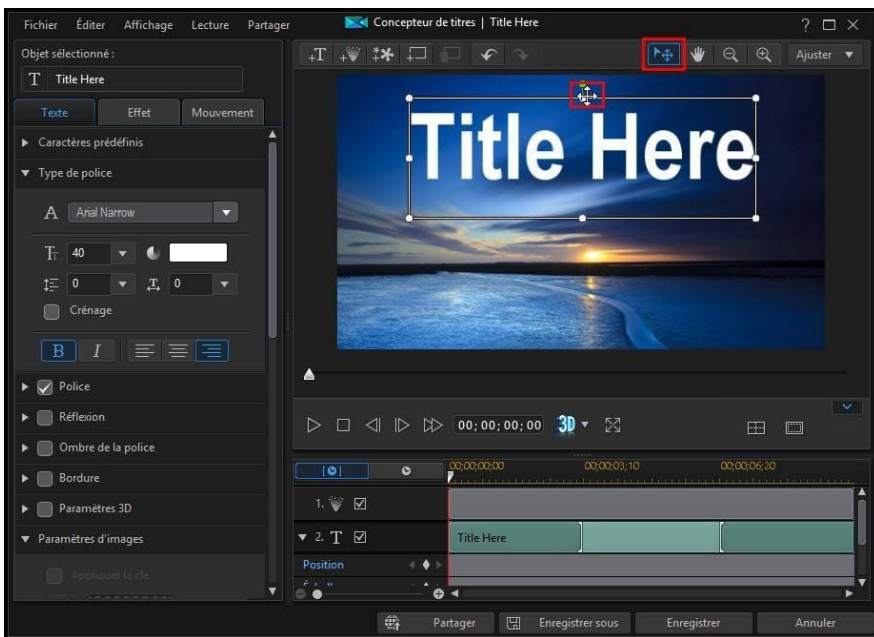 Fichier Éditer Affichage Lecture Partager Concepteur de titres | Title Here
Objet sélectionné :
T Title Here
Texte Effet Mouvement
Ajuster
Caractères prédéfinis
Type de police
A Arial Narrow
40
0 0
Crénage
B I
Police
Réflexion
Ombre de la police
Bordure
Paramètres 3D
Paramètres d'images
Appliquer la clé
Title Here
00;00;00;00 3D
00;00;00;00 00;00;03;10 00;00;06;20
1.
2. T Title Here
Position
Partager Enregistrer sous Enregistrer Annuler